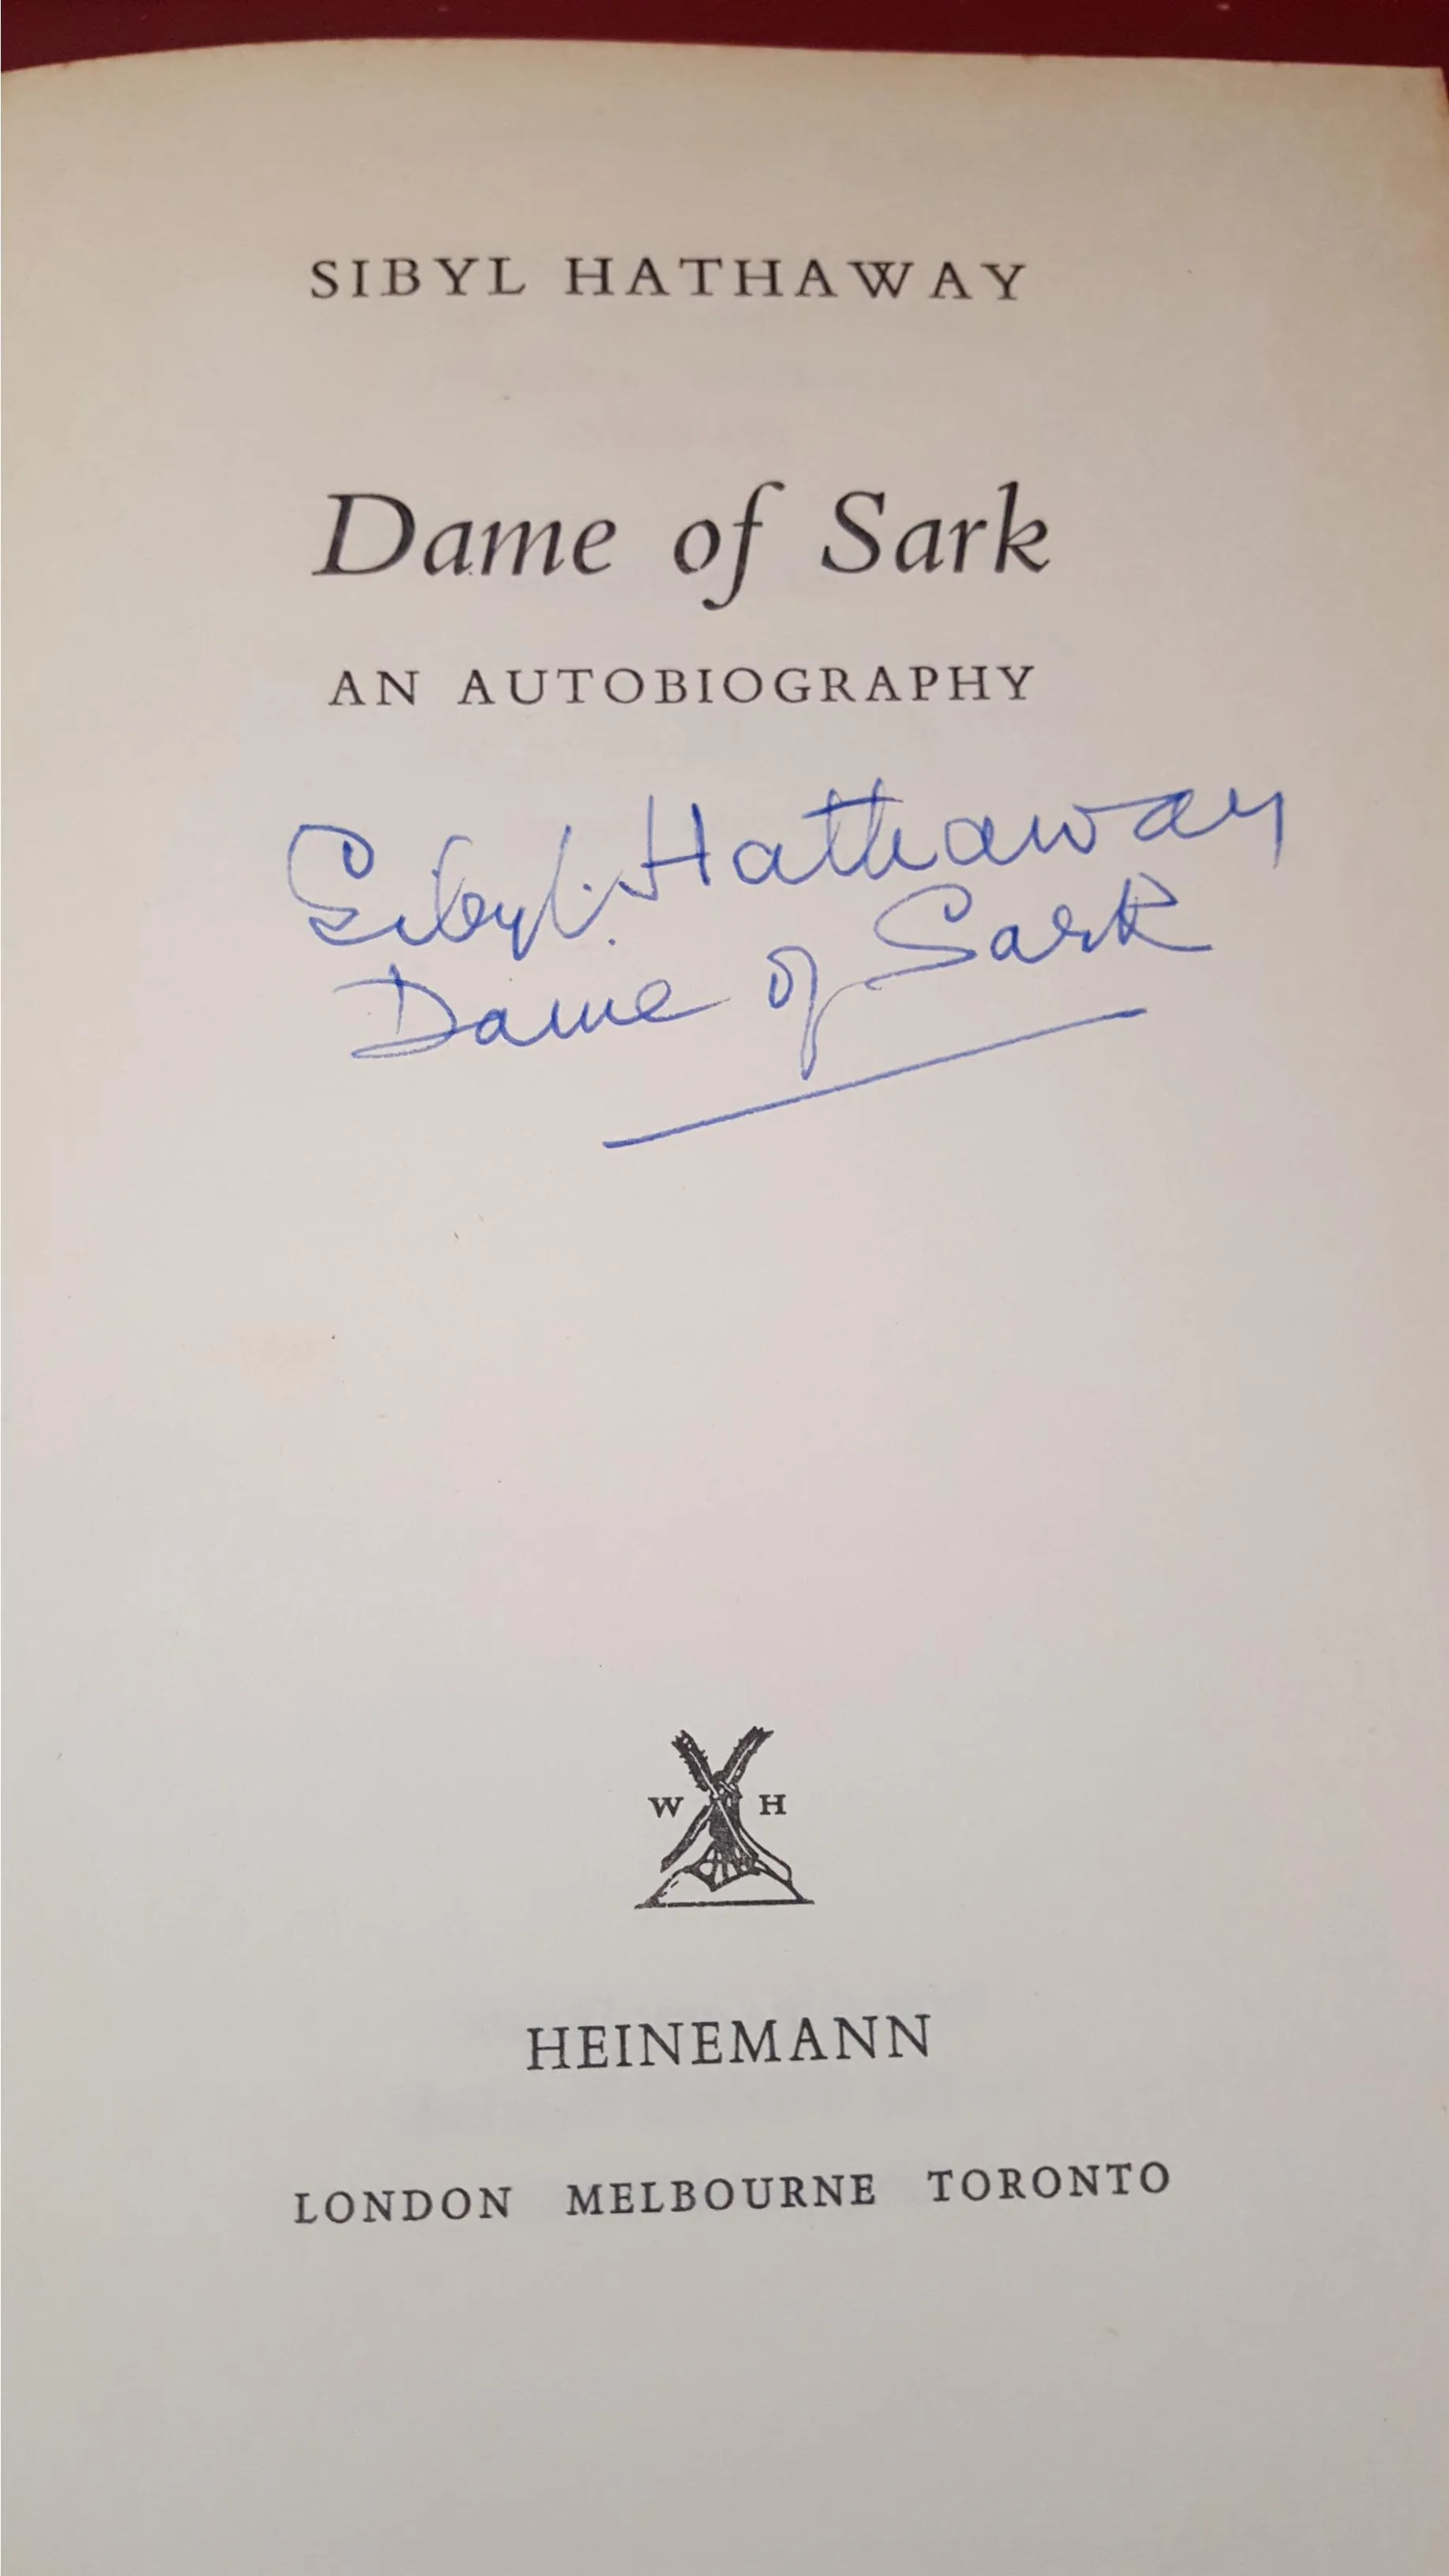 SIBYL HATHAWAY
Dame of Sark
AN AUTOBIOGRAPHY
Sibyl. Hathaway
Dame of Sark
W H
HEINEMANN
LONDON MELBOURNE TORONTO